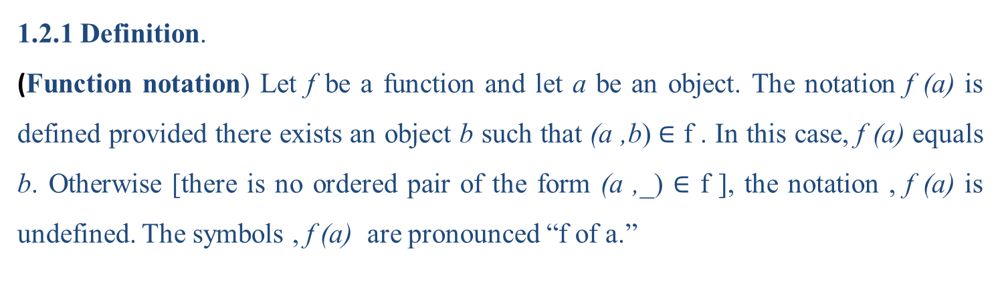 1.2.1 Definition.
(Function notation) Let f be a function and let a be an object. The notation f (a) is
defined provided there exists an object b such that (a ,b) ∈ f . In this case, f (a) equals
b. Otherwise [there is no ordered pair of the form (a ,_) ∈ f ], the notation , f (a) is
undefined. The symbols , f (a) are pronounced “f of a.”